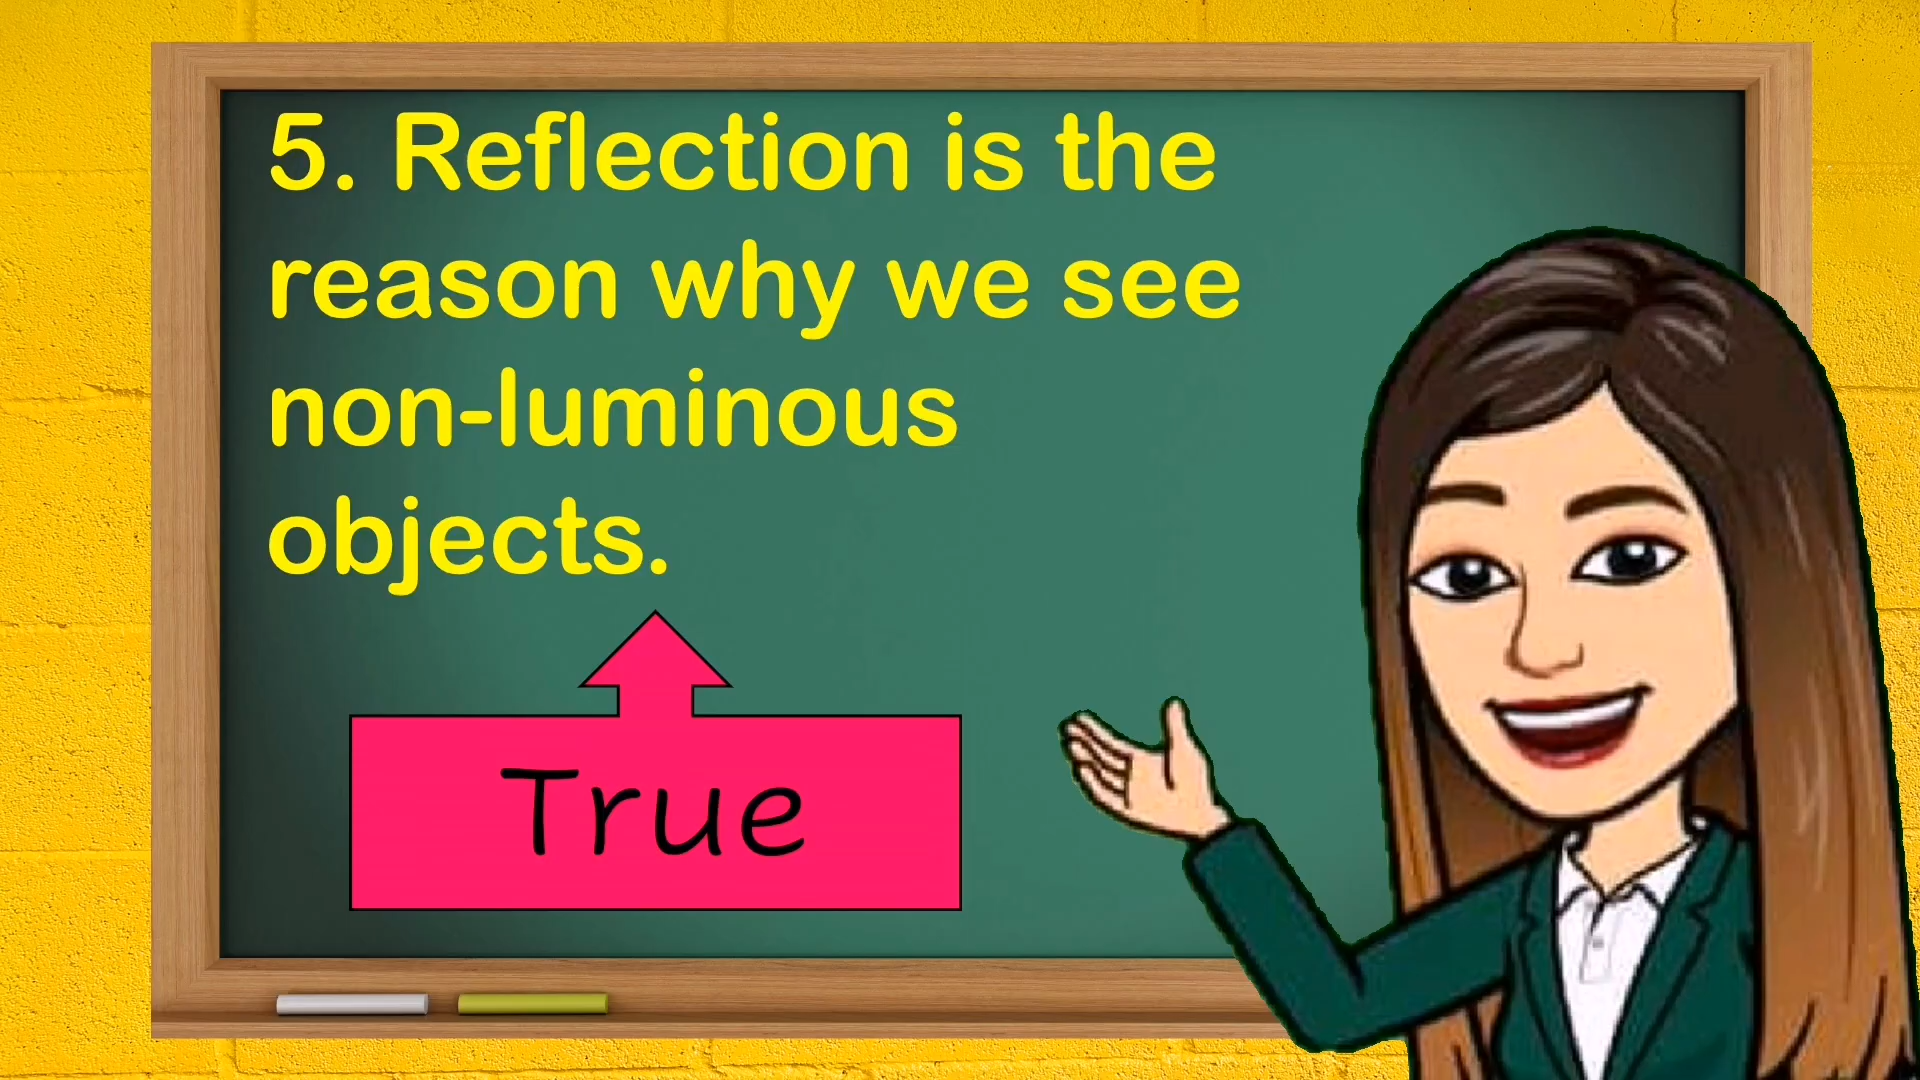 5. Reflection is the
reason why we see
non-luminous
objects.
True